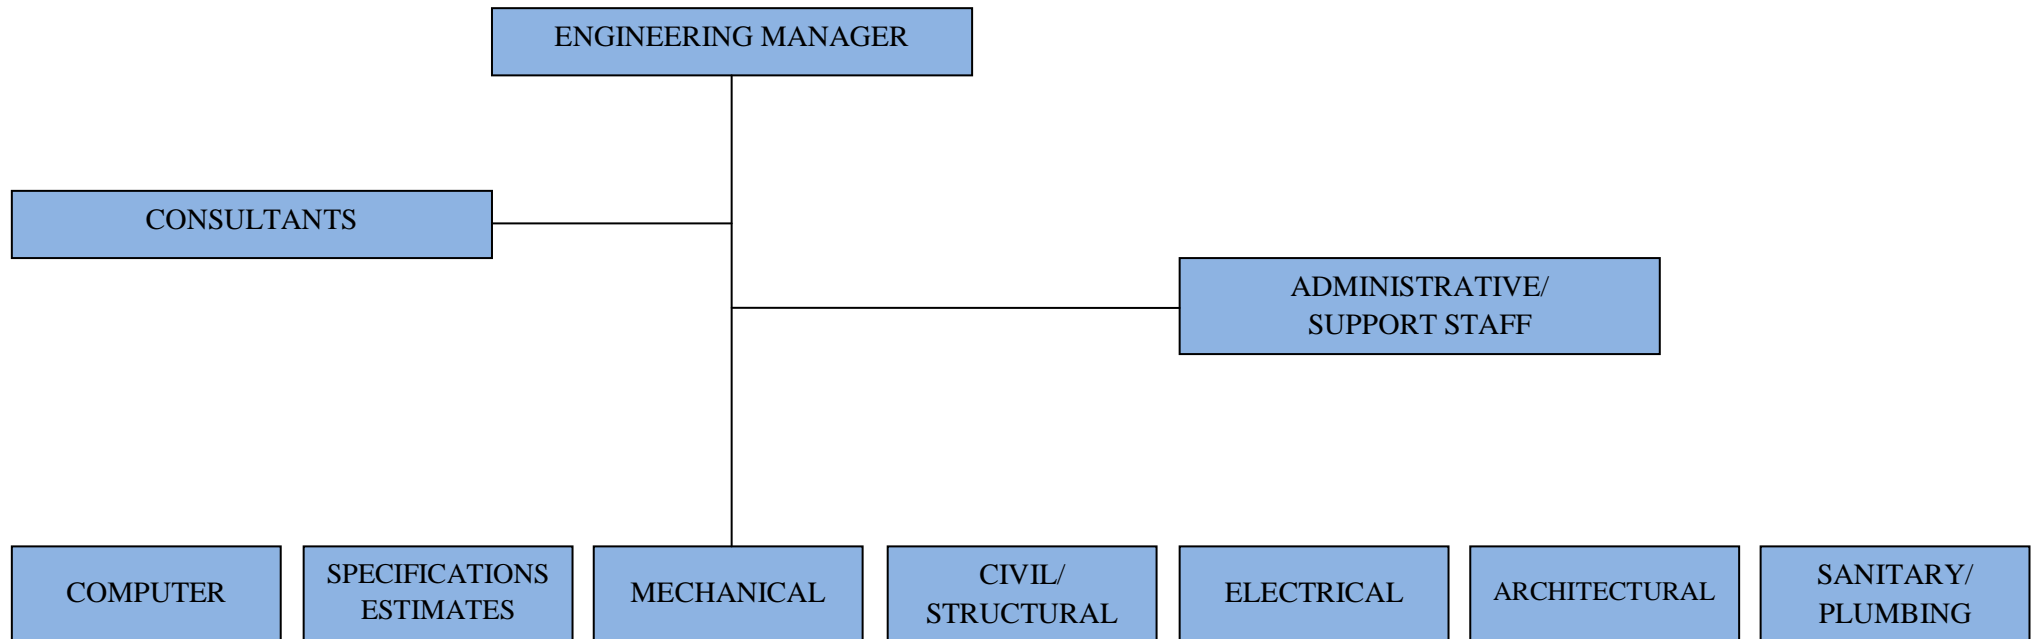 ENGINEERING MANAGER
CONSULTANTS
ADMINISTRATIVE/
SUPPORT STAFF
COMPUTER
SPECIFICATIONS
ESTIMATES
MECHANICAL
CIVIL/
STRUCTURAL
ELECTRICAL
ARCHITECTURAL
SANITARY/
PLUMBING